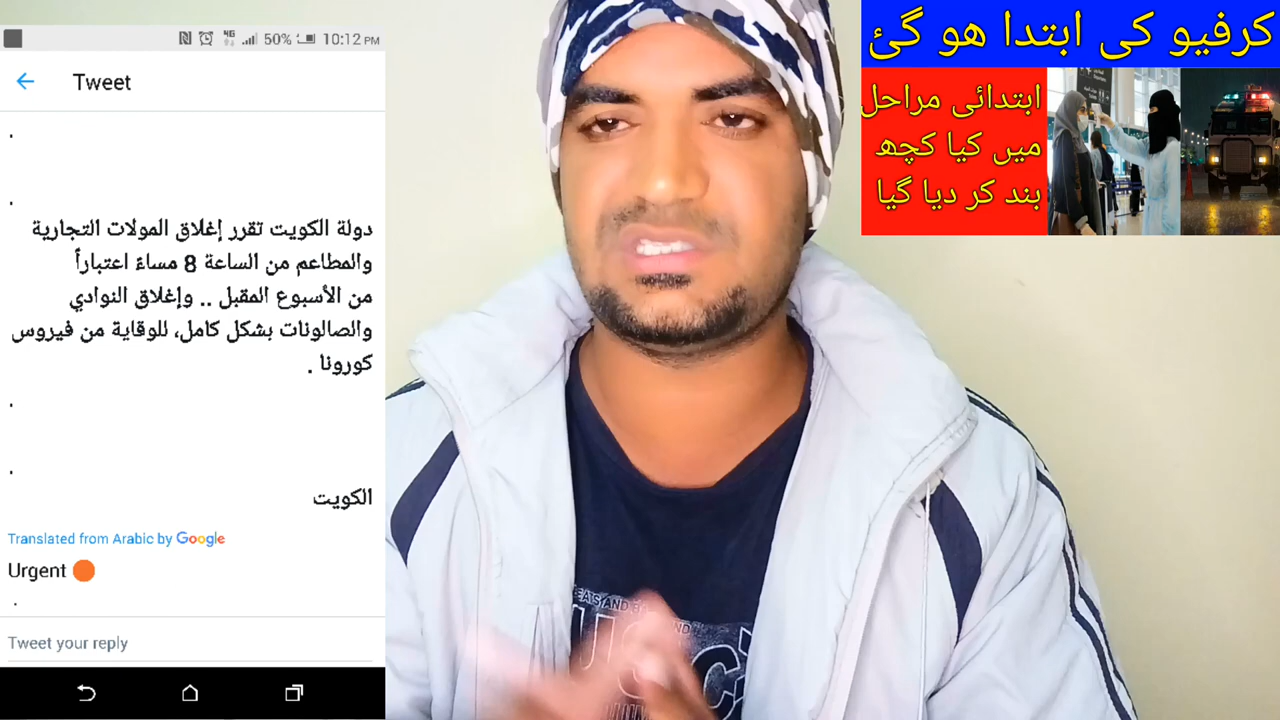 4G 50% 10:12 PM
Tweet
.
.
دولة الكويت تقرر إغلاق المولات التجارية
والمطاعم من الساعة 8 مساءً اعتباراً
من الأسبوع المقبل .. وإغلاق النوادي
والصالونات بشكل كامل، للوقاية من فيروس
كورونا .
.
.
الكويت
Translated from Arabic by Google
Urgent
.
Tweet your reply
کرفیو کی ابتدا ھو گئ
ابتدائی مراحل
میں کیا کچھ
بند کر دیا گیا